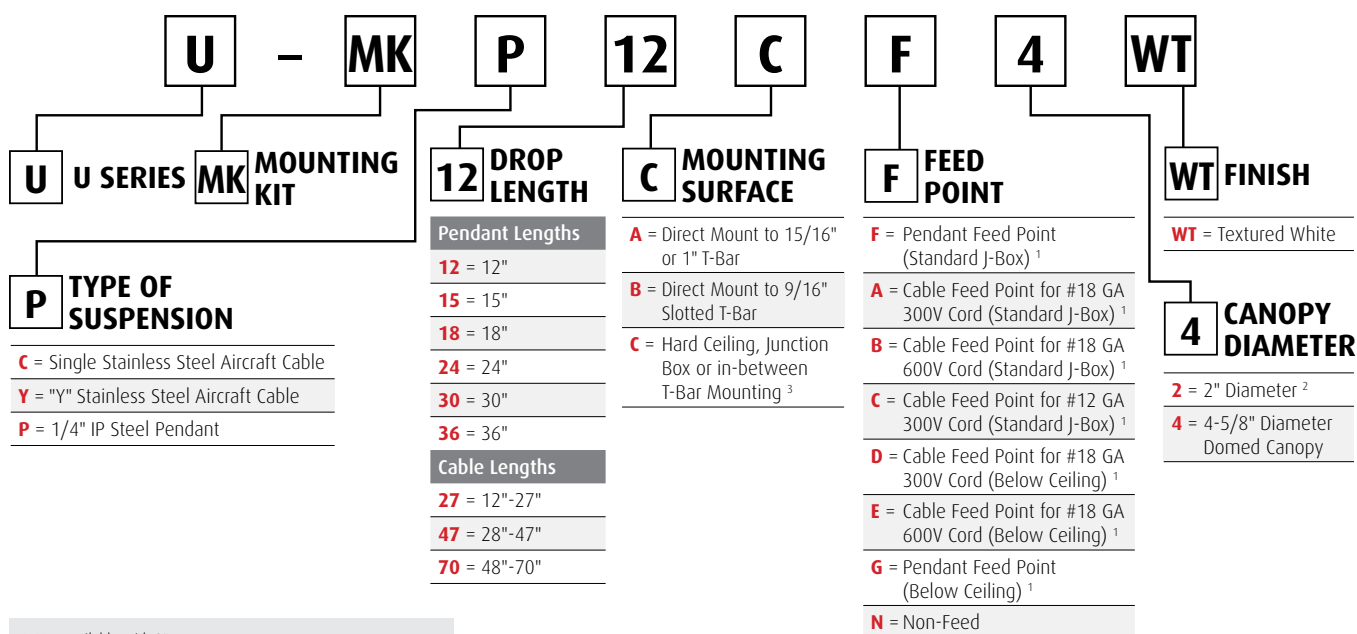 U – MK P 12 C F 4 WT
U U SERIES
MK MOUNTING
KIT
P TYPE OF
SUSPENSION
C = Single Stainless Steel Aircraft Cable
Y = "Y" Stainless Steel Aircraft Cable
P = 1/4" IP Steel Pendant
12 DROP
LENGTH
Pendant Lengths
12 = 12"
15 = 15"
18 = 18"
24 = 24"
30 = 30"
36 = 36"
Cable Lengths
27 = 12"-27"
47 = 28"-47"
70 = 48"-70"
C MOUNTING
SURFACE
A = Direct Mount to 15/16"
or 1" T-Bar
B = Direct Mount to 9/16"
Slotted T-Bar
C = Hard Ceiling, Junction
Box or in-between
T-Bar Mounting 3
F FEED
POINT
F = Pendant Feed Point
(Standard J-Box) 1
A = Cable Feed Point for #18 GA
300V Cord (Standard J-Box) 1
B = Cable Feed Point for #18 GA
600V Cord (Standard J-Box) 1
C = Cable Feed Point for #12 GA
300V Cord (Standard J-Box) 1
D = Cable Feed Point for #18 GA
300V Cord (Below Ceiling) 1
E = Cable Feed Point for #18 GA
600V Cord (Below Ceiling) 1
G = Pendant Feed Point
(Below Ceiling) 1
N = Non-Feed
WT FINISH
WT = Textured White
4 CANOPY
DIAMETER
2 = 2" Diameter 2
4 = 4-5/8" Diameter
Domed Canopy